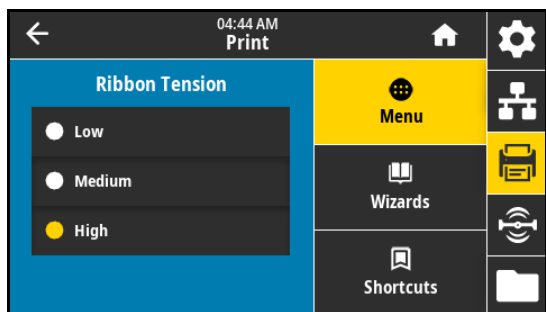 04:44 AM
Print
Ribbon Tension
Low
Medium
High
Menu
Wizards
Shortcuts